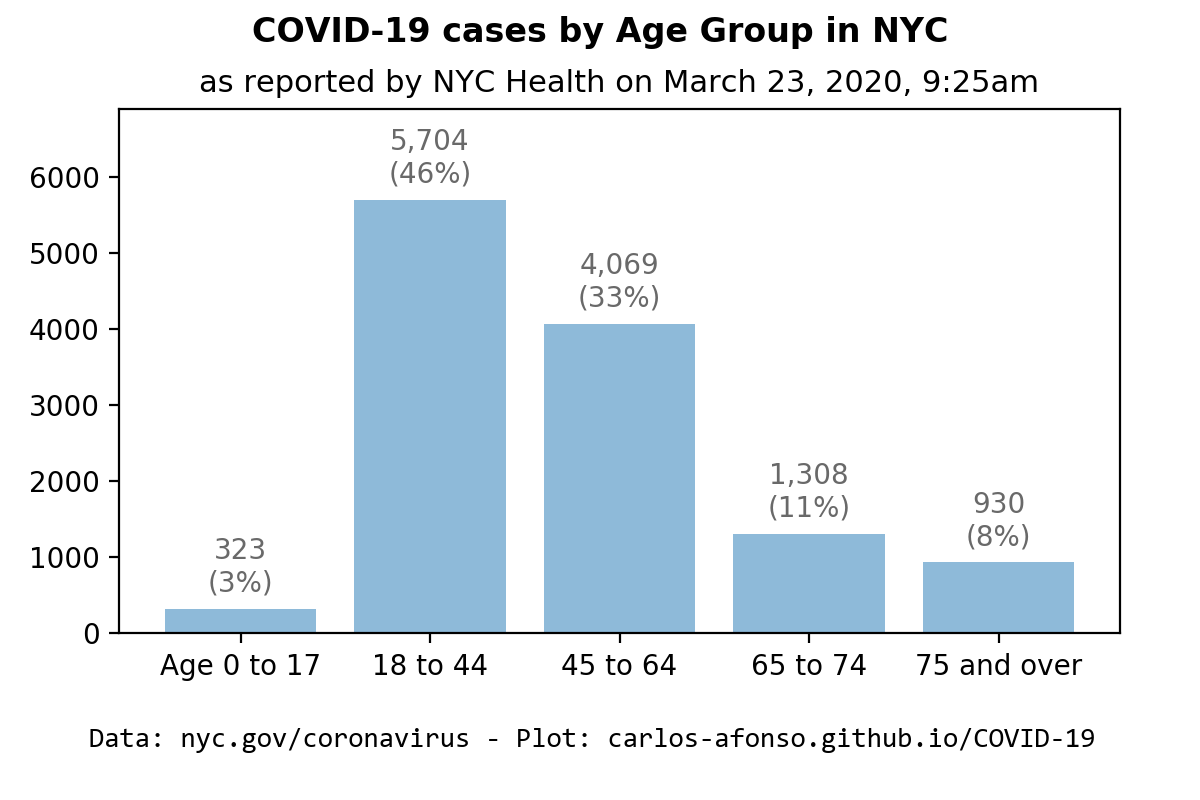 COVID-19 cases by Age Group in NYC
as reported by NYC Health on March 23, 2020, 9:25am
6000
5000
4000
3000
2000
1000
0
323
(3%)
5,704
(46%)
4,069
(33%)
1,308
(11%)
930
(8%)
Age 0 to 17
18 to 44
45 to 64
65 to 74
75 and over
Data: nyc.gov/coronavirus - Plot: carlos-afonso.github.io/COVID-19